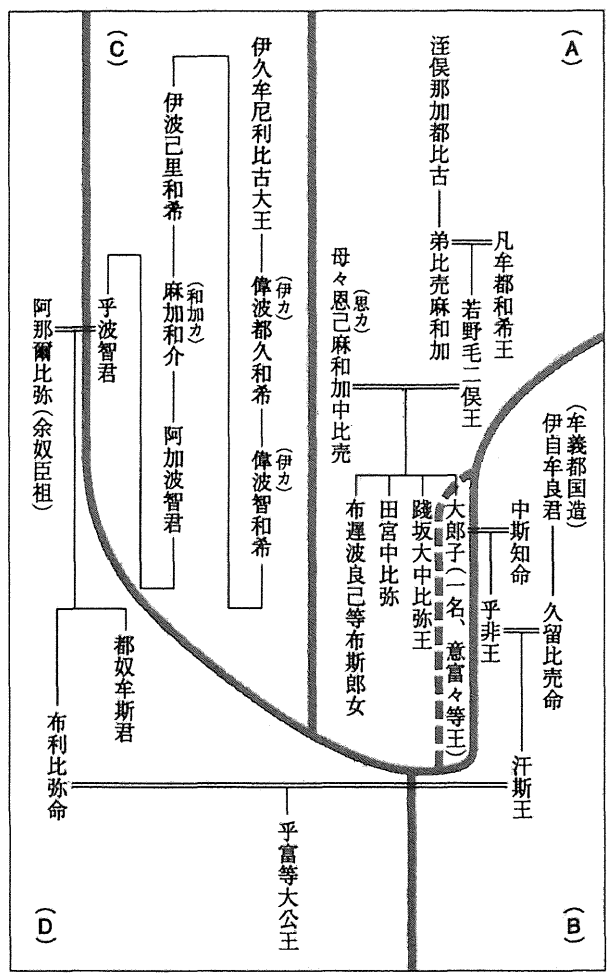 (A)
凡牟都和希王
洷俣那加都比古
弟比売麻和加
若野毛二俣王
母々恩己麻和加中比売
(思カ)
(牟義都国造)
伊自牟良君
久留比売命
中斯知命
乎非王
大郎子(一名、意富々等王)
踐坂大中比弥王
田宮中比弥
布遅波良己等布斯郎女
汙斯王
(B)
(C)
伊久牟尼利比古大王
(伊カ)
偉波都久和希
(伊カ)
偉波智和希
伊波己里和希
(和加カ)
麻加和介
阿加波智君
乎波智君
阿那爾比弥(余奴臣祖)
都奴牟斯君
布利比弥命
乎富等大公王
(D)